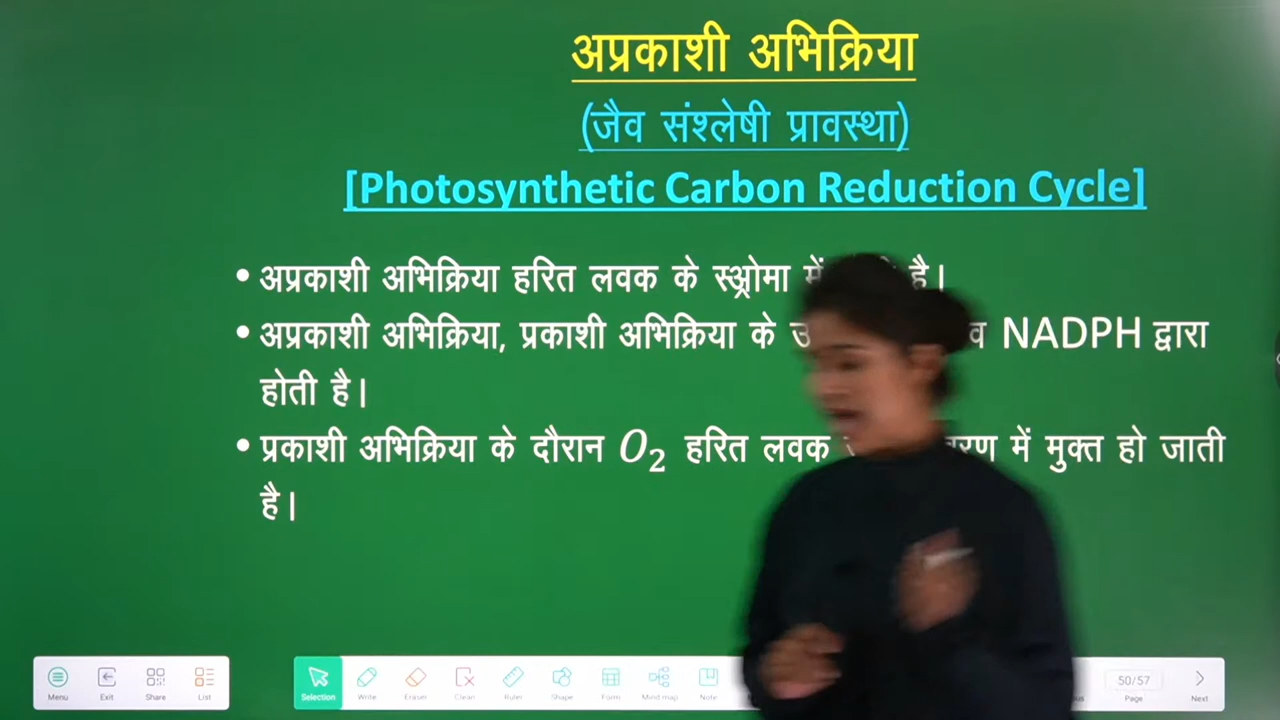 अप्रकाशी अभिक्रिया
(जैव संश्लेषी प्रावस्था)
[Photosynthetic Carbon Reduction Cycle]
• अप्रकाशी अभिक्रिया हरित लवक के स्ट्रोमा में है।
• अप्रकाशी अभिक्रिया, प्रकाशी अभिक्रिया के व NADPH द्वारा
होती है।
• प्रकाशी अभिक्रिया के दौरान O₂ हरित लवक में मुक्त हो जाती
है।
Menu Exit Share List Selection Write Eraser Clean Ruler Shape Form Mind map Note 50/57 Page Next